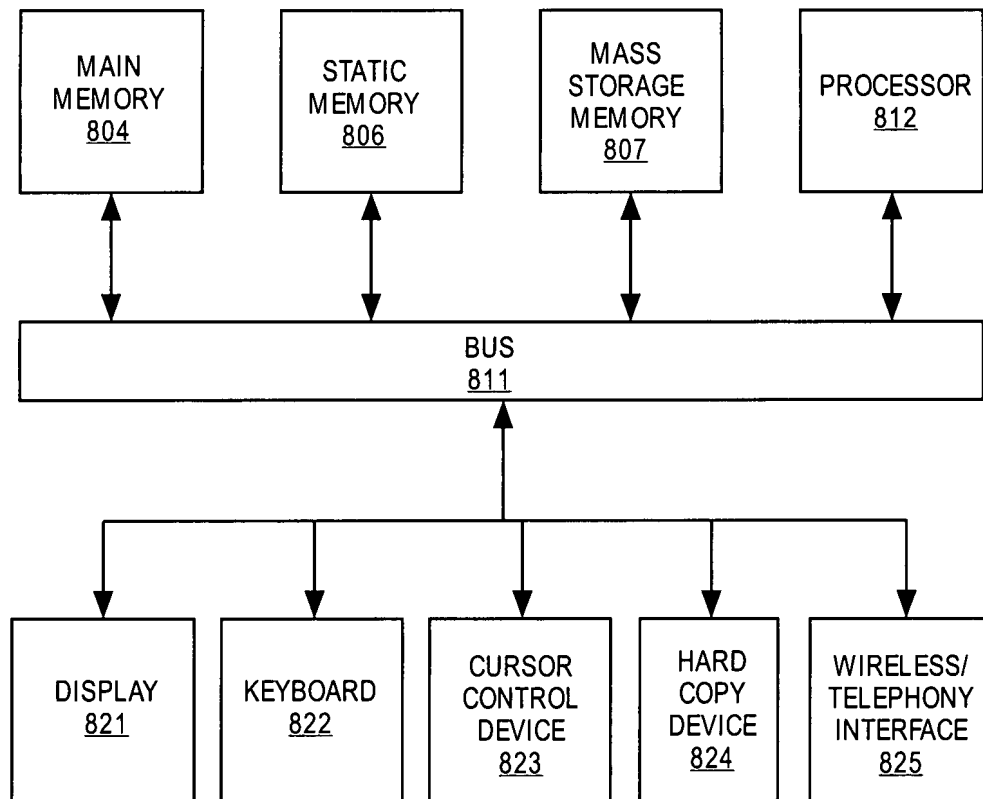 MAIN
MEMORY
804
STATIC
MEMORY
806
MASS
STORAGE
MEMORY
807
PROCESSOR
812
BUS
811
DISPLAY
821
KEYBOARD
822
CURSOR
CONTROL
DEVICE
823
HARD
COPY
DEVICE
824
WIRELESS/
TELEPHONY
INTERFACE
825